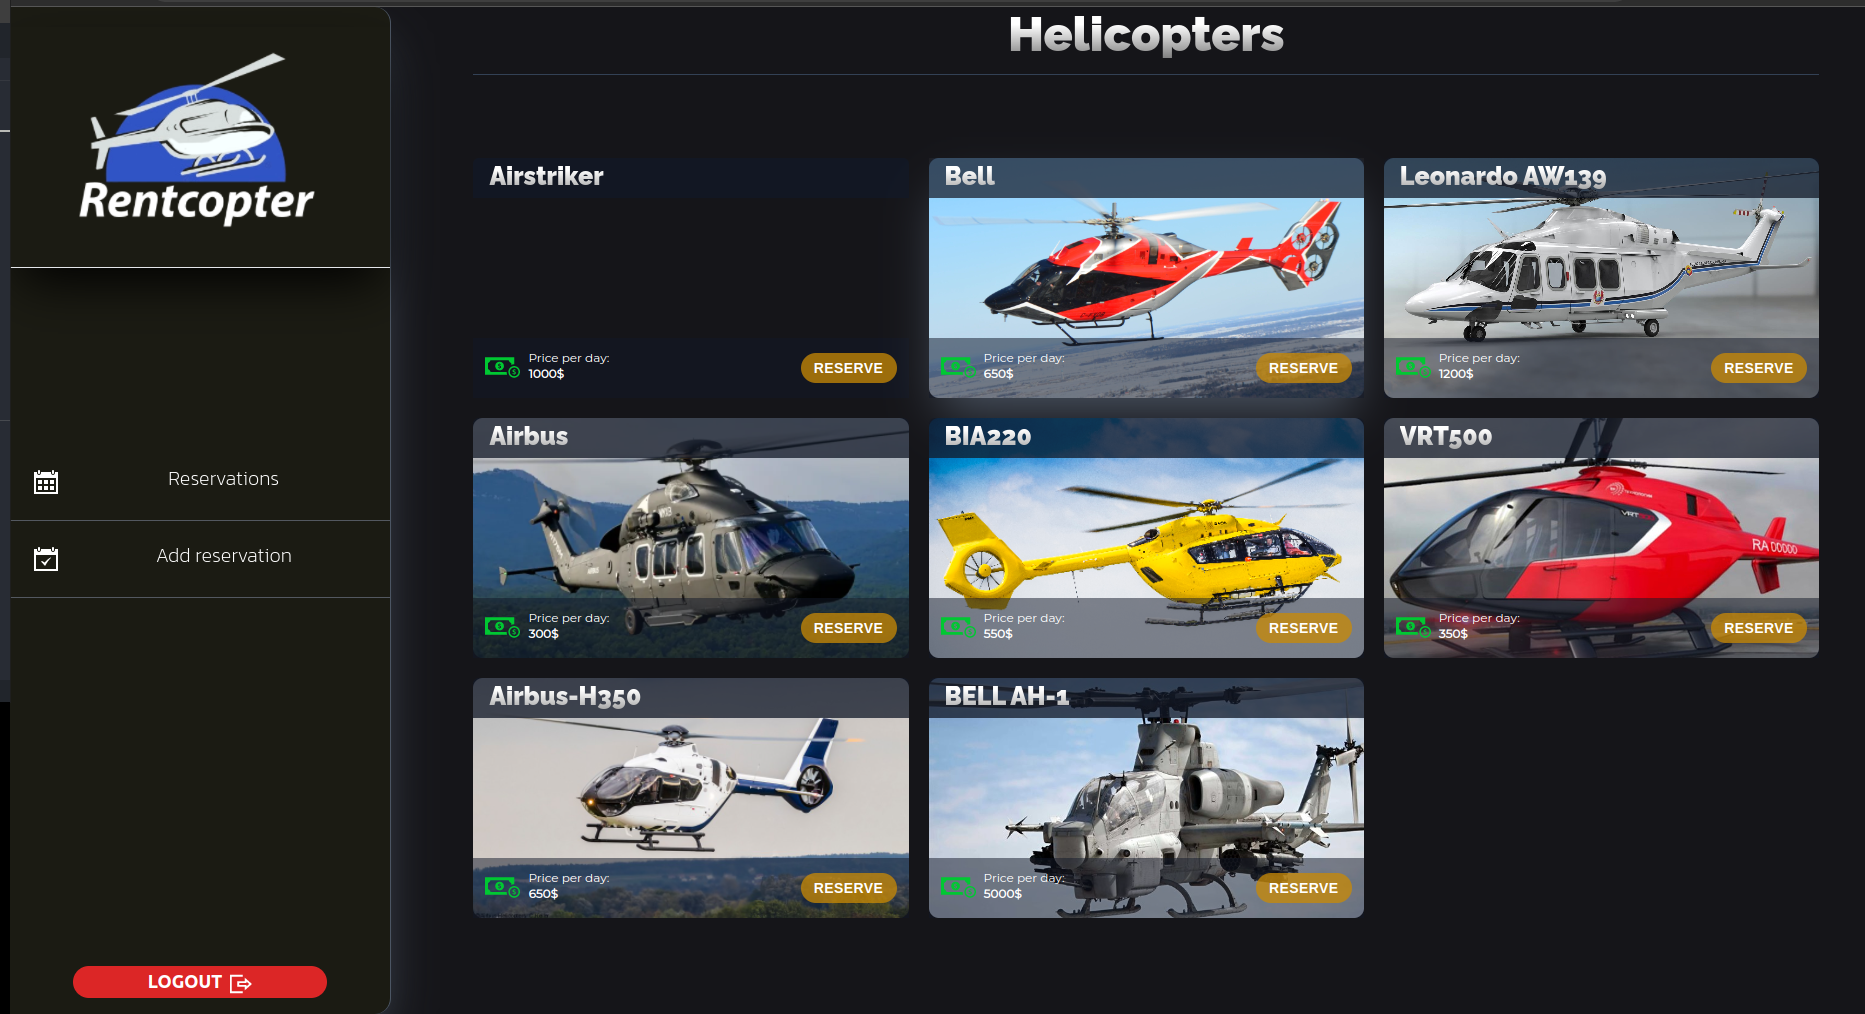 Helicopters
Rentcopter
Reservations
Add reservation
LOGOUT
Airstriker
Price per day:
1000$
RESERVE
Bell
Price per day:
650$
RESERVE
Leonardo AW139
Price per day:
1200$
RESERVE
Airbus
Price per day:
300$
RESERVE
BIA220
Price per day:
550$
RESERVE
VRT500
VRT
RA 00000
Price per day:
350$
RESERVE
Airbus-H350
Price per day:
650$
RESERVE
BELL AH-1
Price per day:
5000$
RESERVE